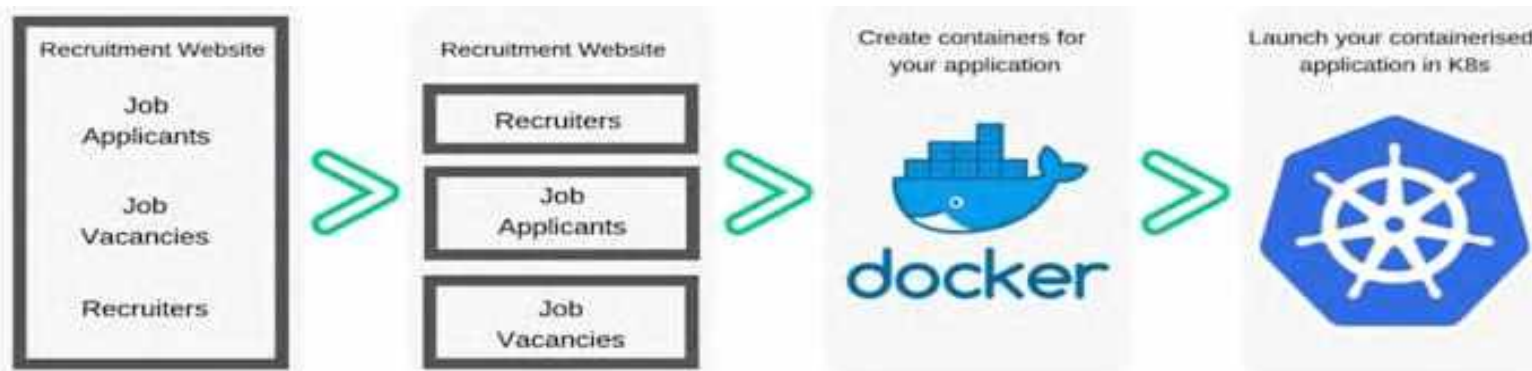 Recruitment Website
Job
Applicants
Job
Vacancies
Recruiters
Recruitment Website
Recruiters
Job
Applicants
Job
Vacancies
Create containers for
your application
docker
Launch your containerised
application in K8s